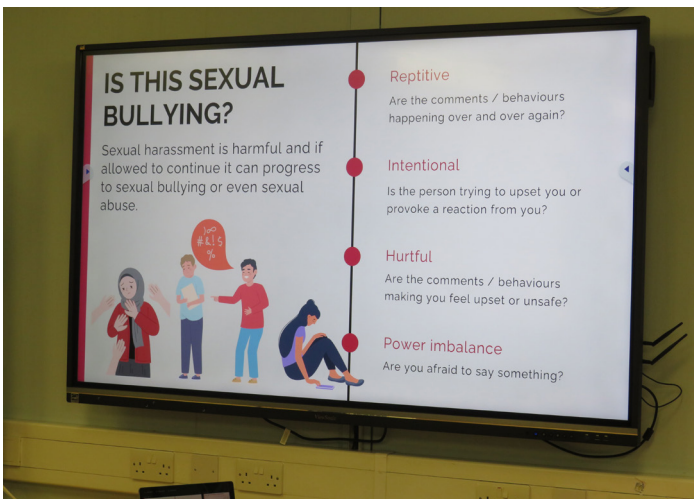 IS THIS SEXUAL
BULLYING?
Sexual harassment is harmful and if
allowed to continue it can progress
to sexual bullying or even sexual
abuse.
!oo
#&!$
%
Reptitive
Are the comments / behaviours
happening over and over again?
Intentional
Is the person trying to upset you or
provoke a reaction from you?
Hurtful
Are the comments / behaviours
making you feel upset or unsafe?
Power imbalance
Are you afraid to say something?